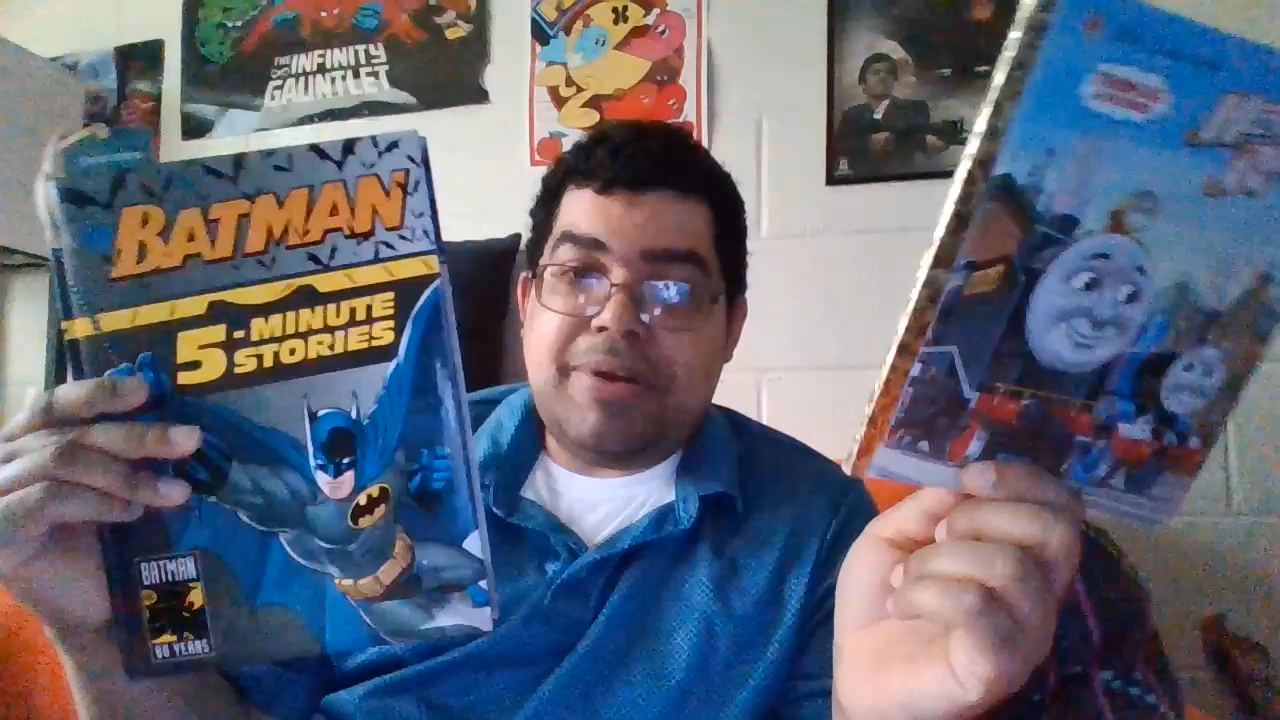 THE INFINITY
GAUNTLET
BATMAN
5-MINUTE
STORIES
BATMAN
80 YEARS